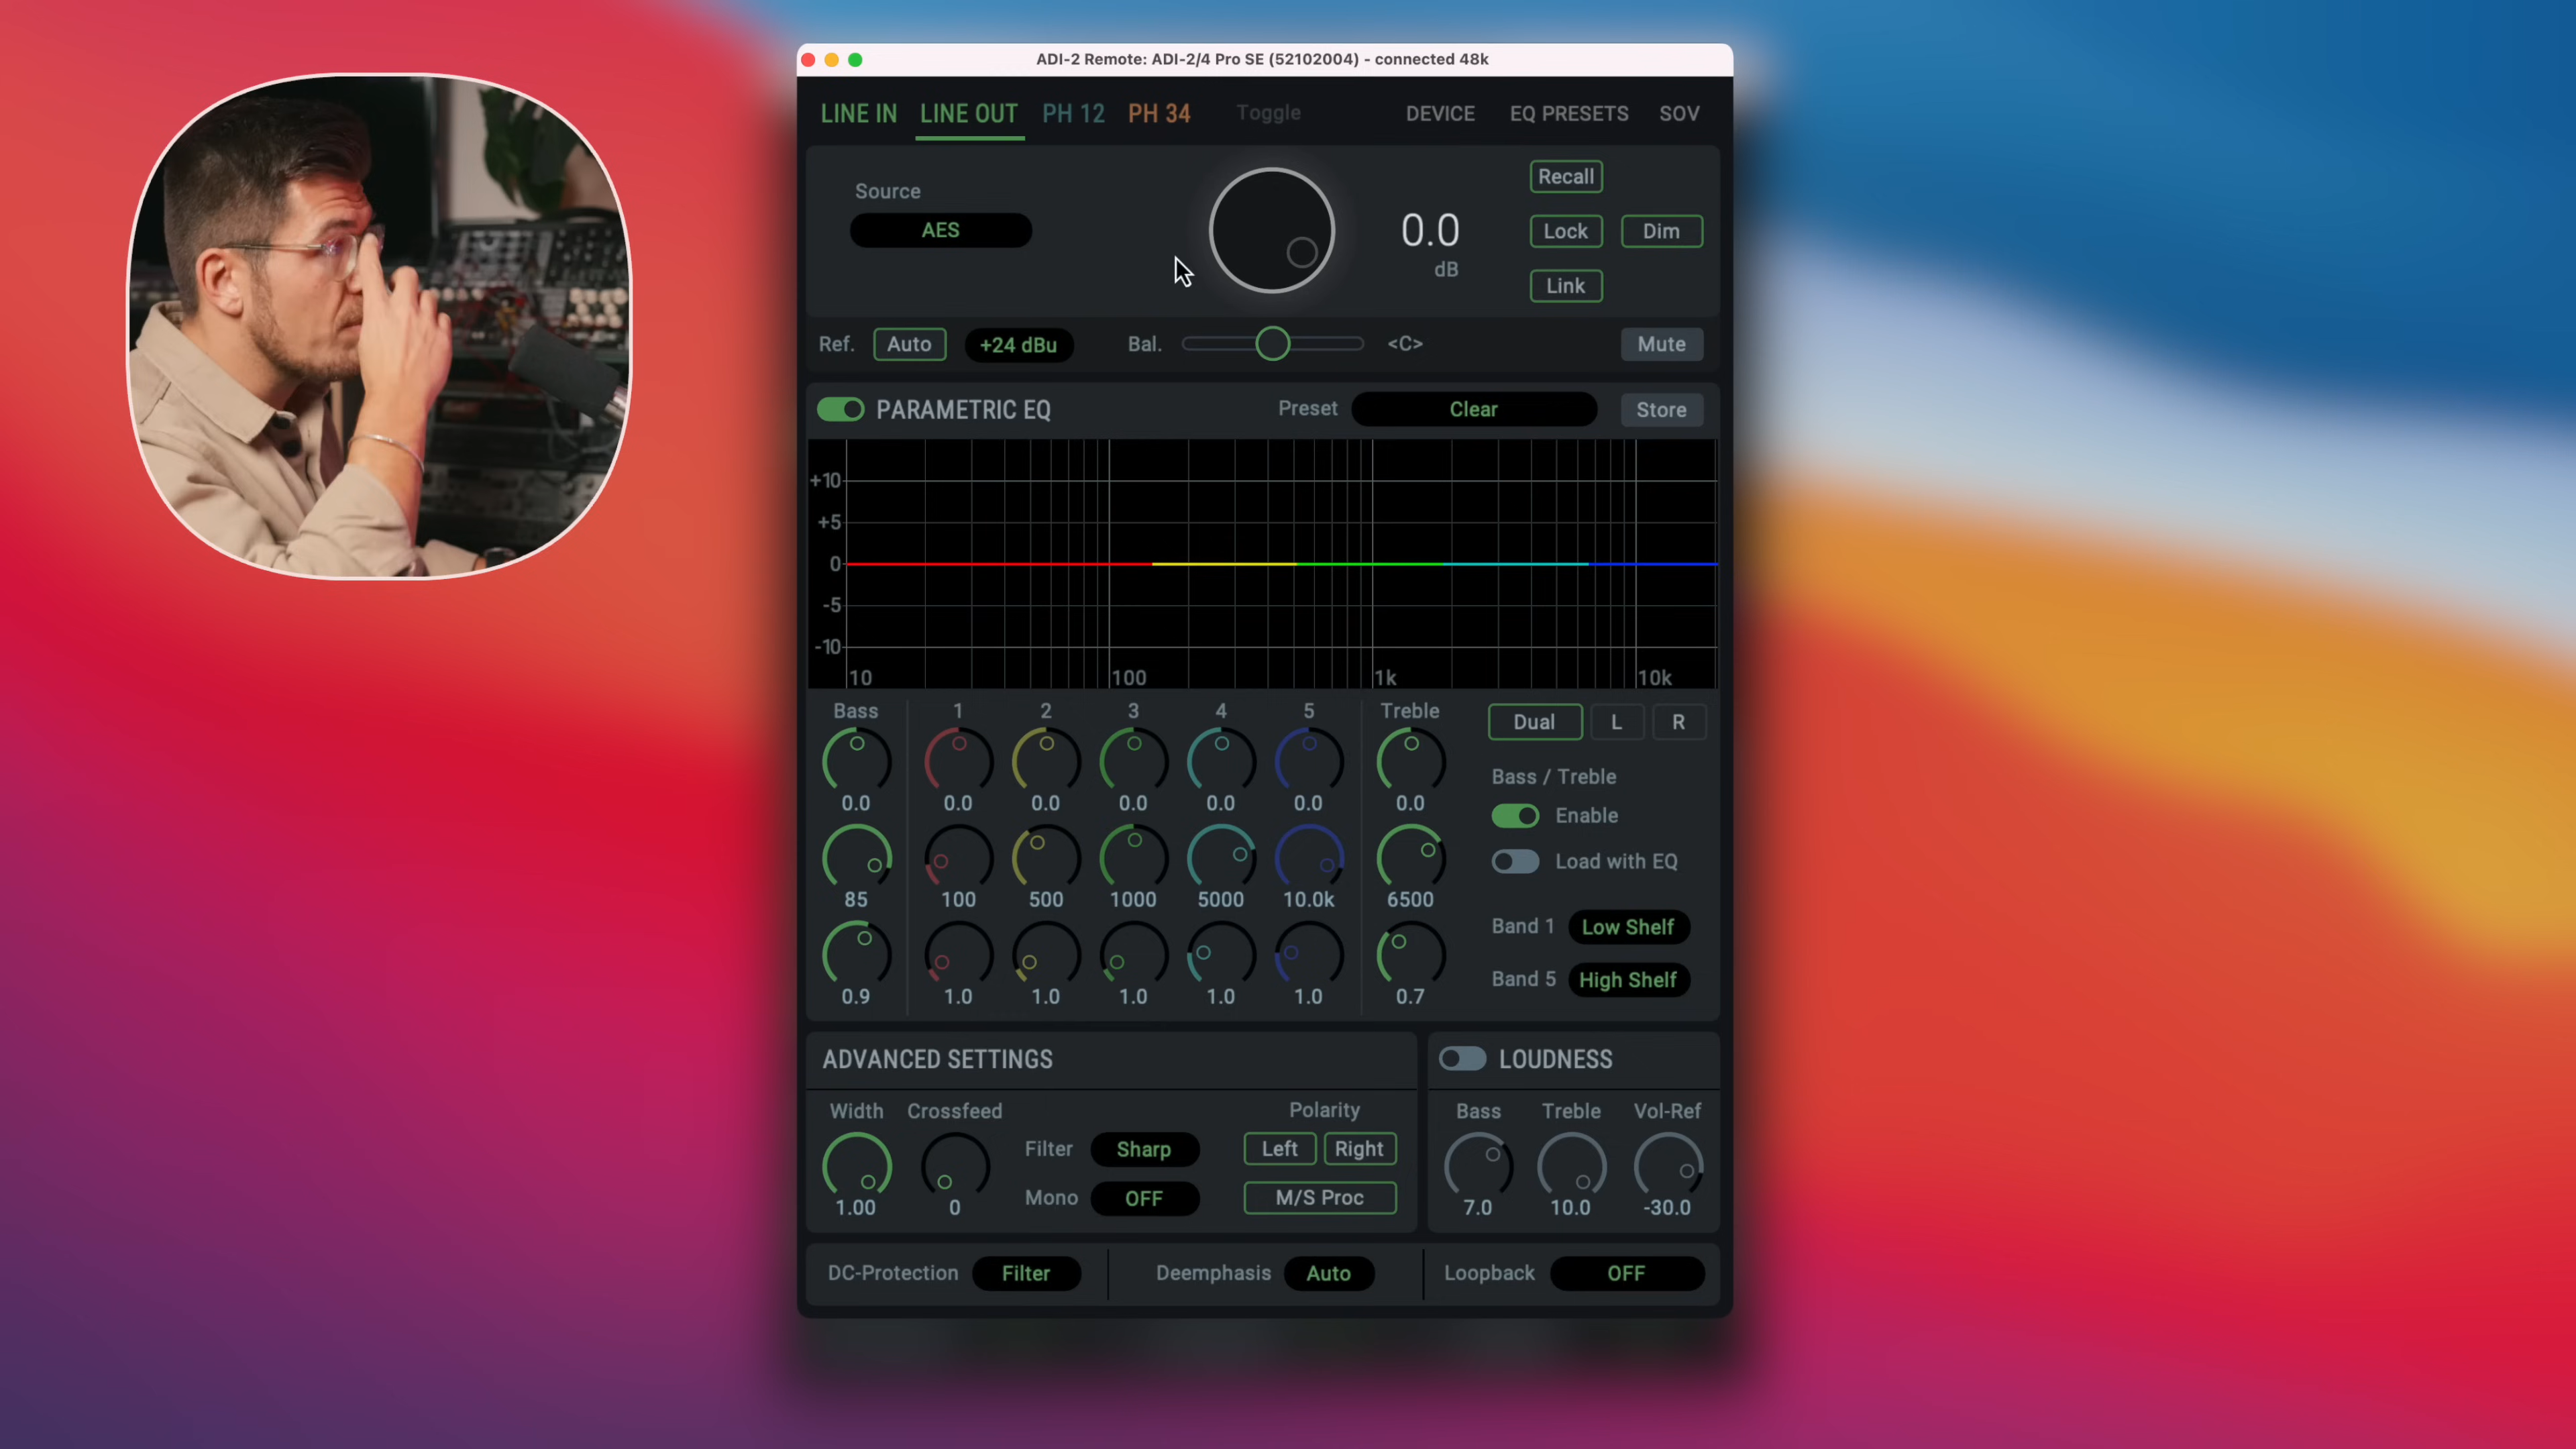 ADI-2 Remote: ADI-2/4 Pro SE (52102004) - connected 48k
LINE IN LINE OUT PH 12 PH 34 Toggle DEVICE EQ PRESETS SOV
Source
AES
0.0
dB
Recall
Lock Dim
Link
Ref. Auto +24 dBu Bal. <C> Mute
PARAMETRIC EQ Preset Clear Store
+10
+5
0
-5
-10
10 100 1k 10k
Bass 1 2 3 4 5 Treble
0.0 0.0 0.0 0.0 0.0 0.0 0.0
85 100 500 1000 5000 10.0k 6500
0.9 1.0 1.0 1.0 1.0 1.0 0.7
Dual L R
Bass / Treble
Enable
Load with EQ
Band 1 Low Shelf
Band 5 High Shelf
ADVANCED SETTINGS
Width Crossfeed
1.00 0
Filter Sharp
Mono OFF
Polarity
Left Right
M/S Proc
LOUDNESS
Bass Treble Vol-Ref
7.0 10.0 -30.0
DC-Protection Filter Deemphasis Auto Loopback OFF